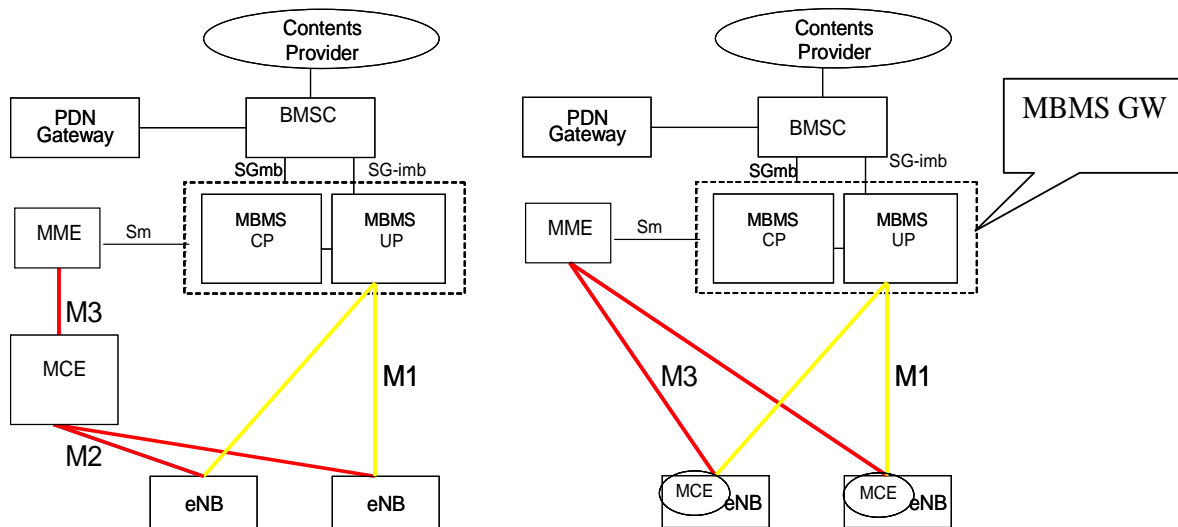 Contents
Provider
PDN
Gateway
BMSC
SGmb
SG-imb
MBMS
CP
MBMS
UP
MME
Sm
M3
MCE
M1
M2
eNB
eNB
Contents
Provider
PDN
Gateway
BMSC
MBMS GW
SGmb
SG-imb
MBMS
CP
MBMS
UP
MME
Sm
M3
M1
MCE
eNB
MCE
eNB